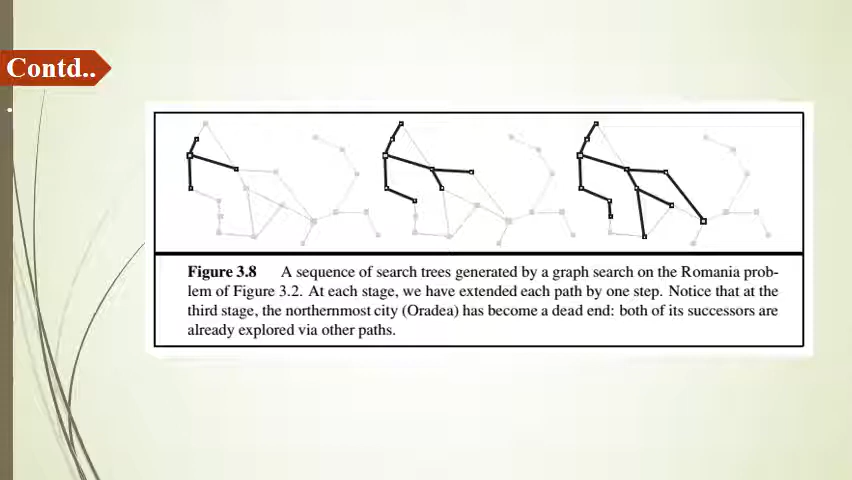 Contd..
Figure 3.8 A sequence of search trees generated by a graph search on the Romania prob-
lem of Figure 3.2. At each stage, we have extended each path by one step. Notice that at the
third stage, the northernmost city (Oradea) has become a dead end: both of its successors are
already explored via other paths.